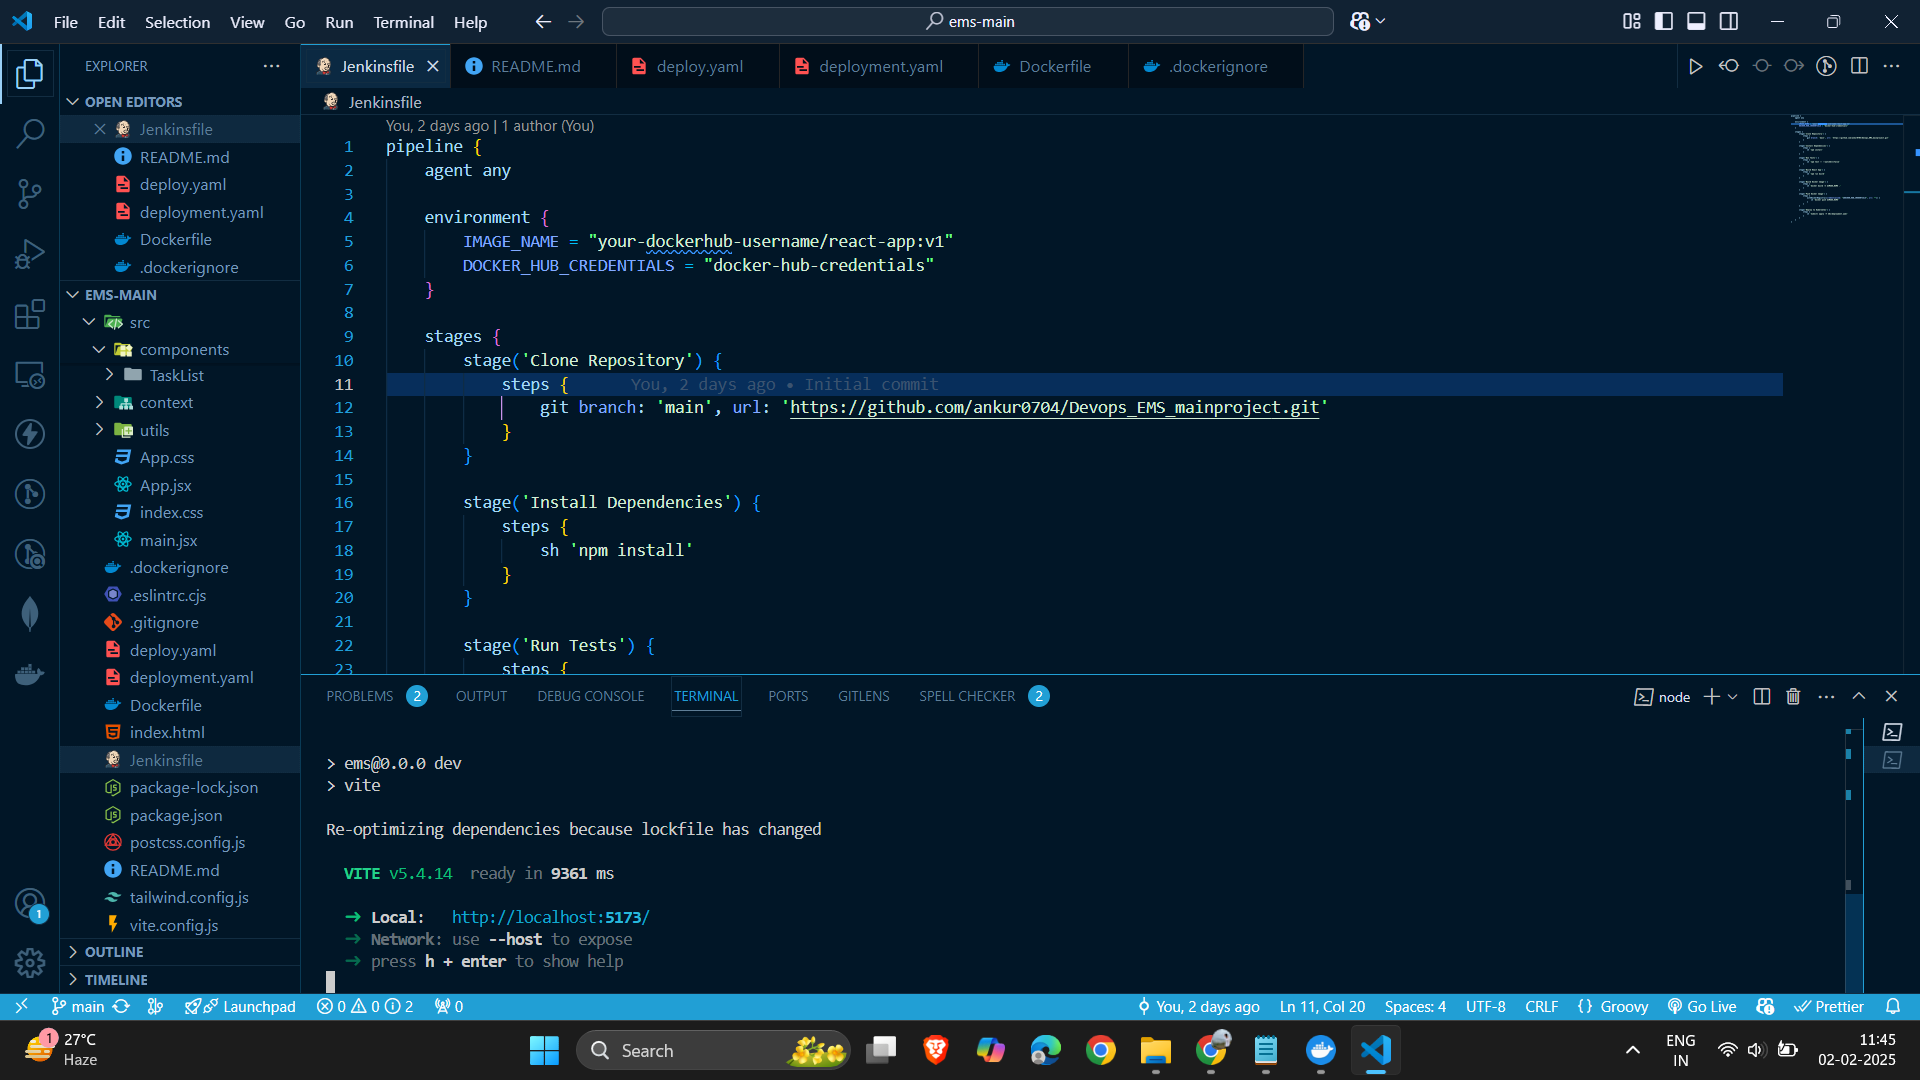 File Edit Selection View Go Run Terminal Help
ems-main
EXPLORER
OPEN EDITORS
Jenkinsfile
README.md
deploy.yaml
deployment.yaml
Dockerfile
.dockerignore
EMS-MAIN
src
components
TaskList
context
utils
App.css
App.jsx
index.css
main.jsx
.dockerignore
.eslintrc.cjs
.gitignore
deploy.yaml
deployment.yaml
Dockerfile
index.html
Jenkinsfile
package-lock.json
package.json
postcss.config.js
README.md
tailwind.config.js
vite.config.js
OUTLINE
TIMELINE
Jenkinsfile README.md deploy.yaml deployment.yaml Dockerfile .dockerignore
Jenkinsfile
You, 2 days ago | 1 author (You)
1 pipeline {
2 agent any
3
4 environment {
5 IMAGE_NAME = "your-dockerhub-username/react-app:v1"
6 DOCKER_HUB_CREDENTIALS = "docker-hub-credentials"
7 }
8
9 stages {
10 stage('Clone Repository') {
11 steps { You, 2 days ago • Initial commit
12 git branch: 'main', url: 'https://github.com/ankur0704/Devops_EMS_mainproject.git'
13 }
14 }
15
16 stage('Install Dependencies') {
17 steps {
18 sh 'npm install'
19 }
20 }
21
22 stage('Run Tests') {
23 steps {
PROBLEMS 2 OUTPUT DEBUG CONSOLE TERMINAL PORTS GITLENS SPELL CHECKER 2
node
> ems@0.0.0 dev
> vite
Re-optimizing dependencies because lockfile has changed
VITE v5.4.14 ready in 9361 ms
➜ Local: http://localhost:5173/
➜ Network: use --host to expose
➜ press h + enter to show help
1
main Launchpad 0 0 2 0 You, 2 days ago Ln 11, Col 20 Spaces: 4 UTF-8 CRLF {} Groovy Go Live Prettier
1
27°C
Haze
Search
ENG
IN
11:45
02-02-2025